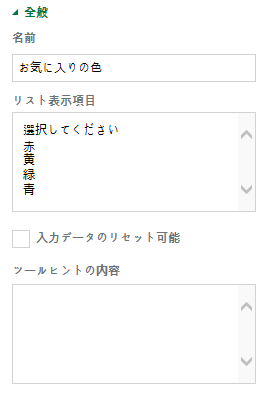 全般
名前
お気に入りの色
リスト表示項目
選択してください
赤
黄
緑
青
入力データのリセット可能
ツールヒントの内容